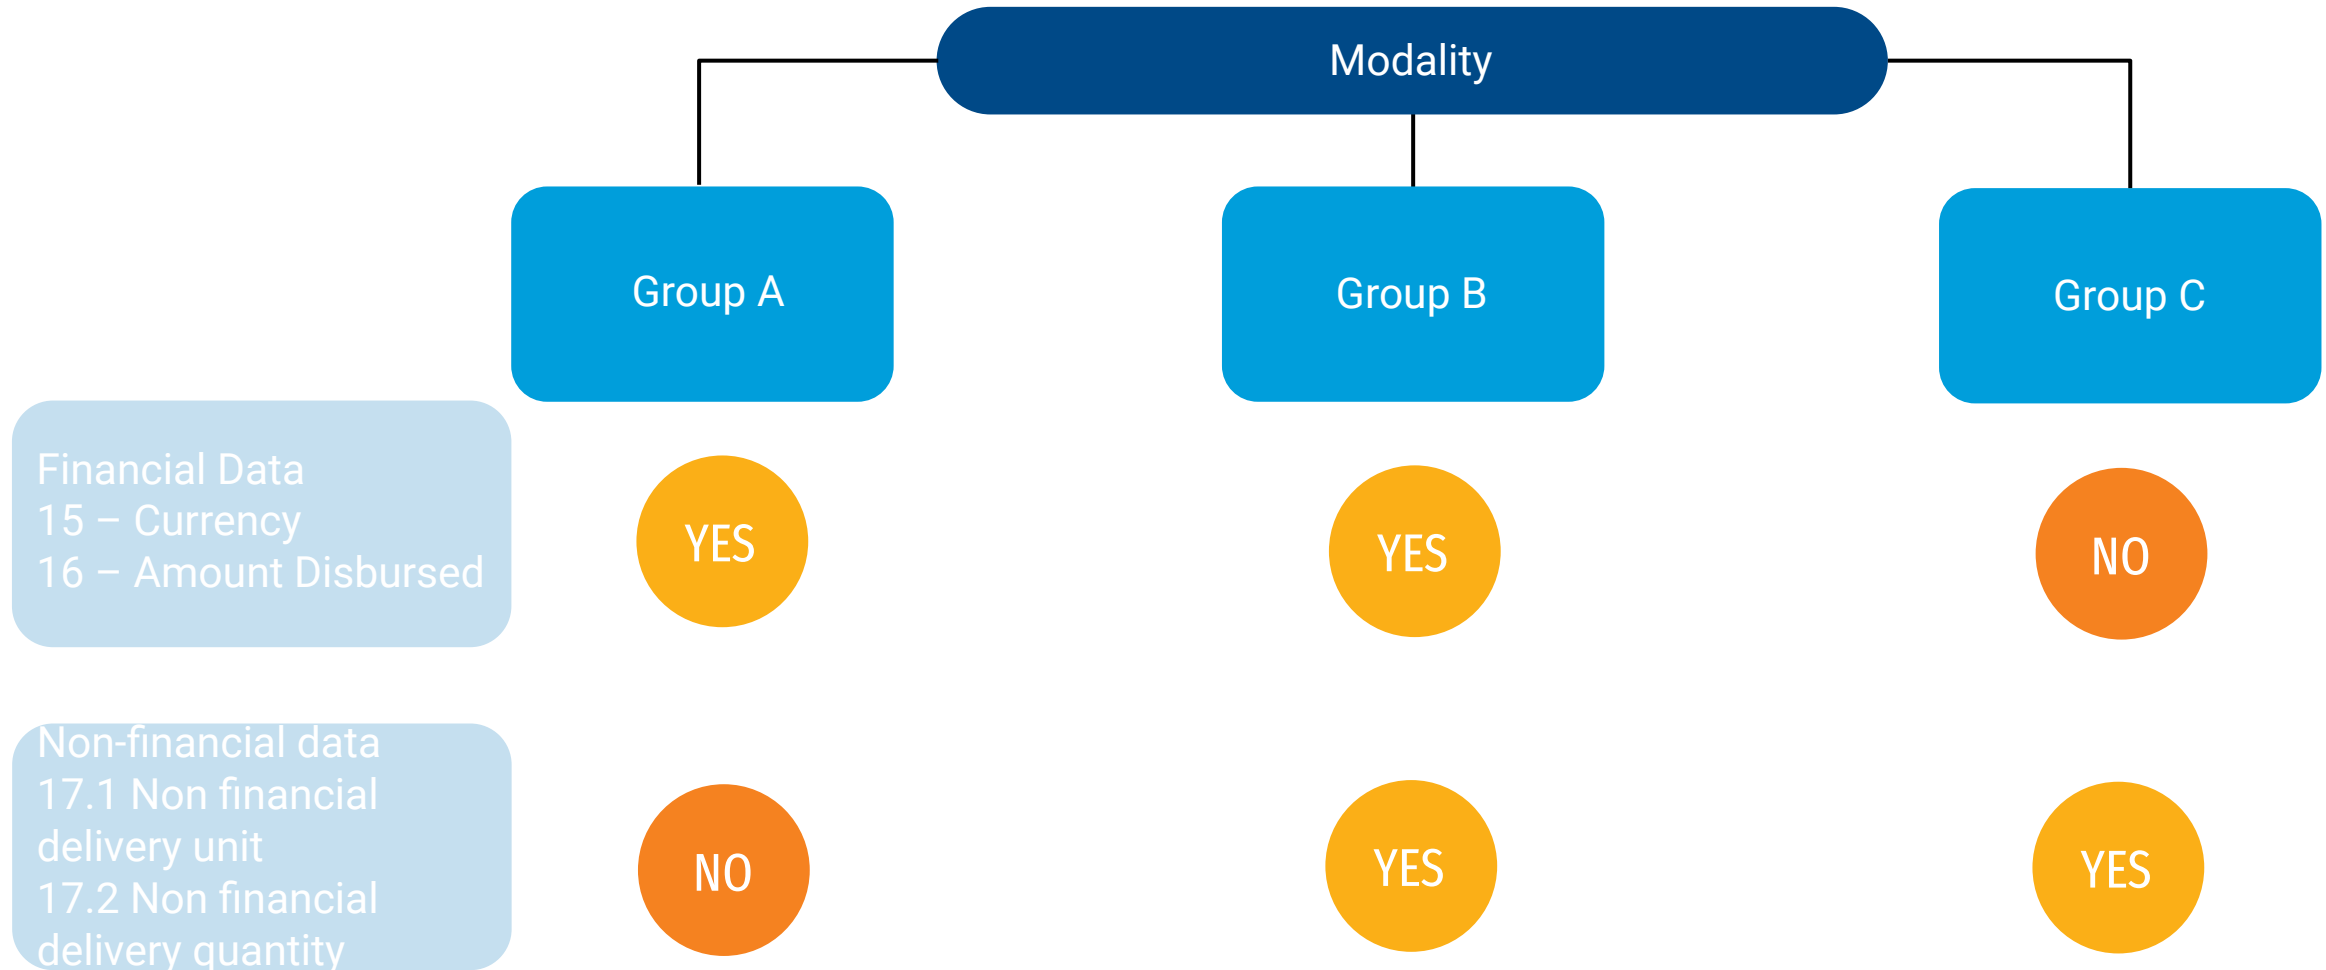 Modality
Group A
Group B
Group C
Financial Data
15 – Currency
16 – Amount Disbursed
YES
YES
NO
Non-financial data
17.1 Non financial
delivery unit
17.2 Non financial
delivery quantity
NO
YES
YES